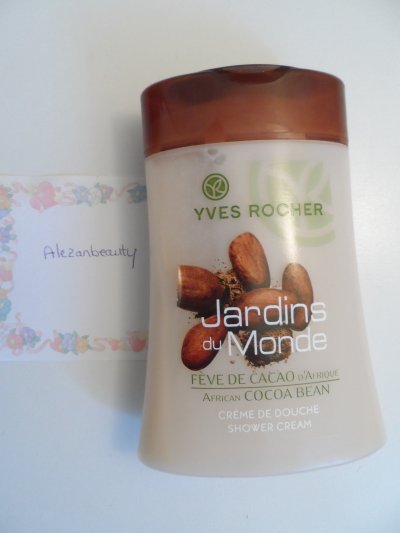 Alezanbeauty
YVES ROCHER
Jardins
du Monde
FÈVE DE CACAO D'AFRIQUE
AFRICAN COCOA BEAN
CRÈME DE DOUCHE
SHOWER CREAM